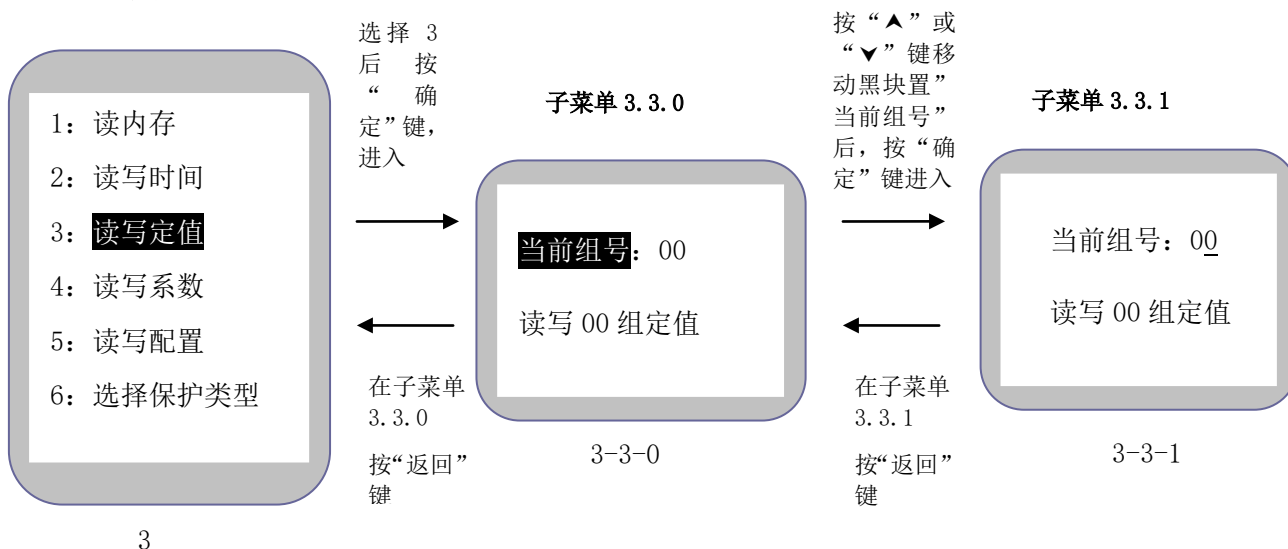 1：读内存
2：读写时间
3：读写定值
4：读写系数
5：读写配置
6：选择保护类型
3
选择 3
后 按
“ 确
定”键，
进入
在子菜单
3.3.0
按“返回”
键
子菜单 3.3.0
当前组号：00
读写 00 组定值
3-3-0
按“⮝”或
“⮟”键移
动黑块置”
当前组号”
后，按“确
定”键进入
在子菜单
3.3.1
按“返回”
键
子菜单 3.3.1
当前组号：00
读写 00 组定值
3-3-1